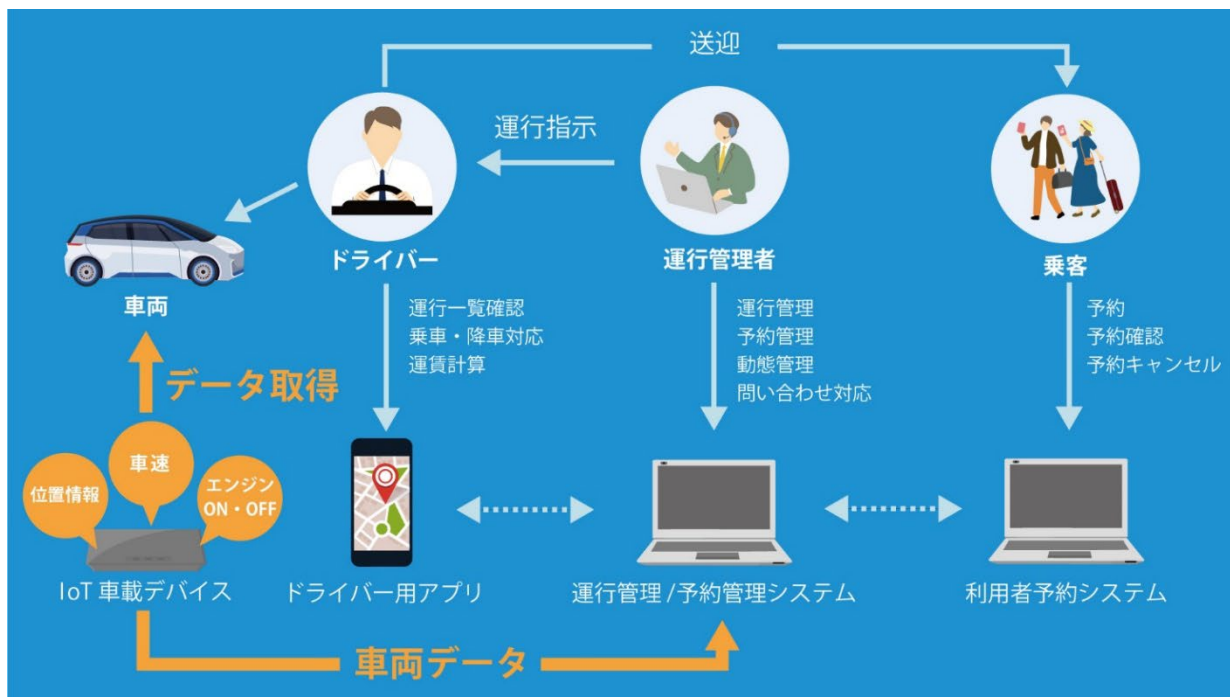 送迎
運行指示
ドライバー
運行管理者
乗客
車両
運行一覧確認
乗車・降車対応
運賃計算
運行管理
予約管理
動態管理
問い合わせ対応
予約
予約確認
予約キャンセル
データ取得
車速
位置情報
エンジン
ON・OFF
IoT 車載デバイス
ドライバー用アプリ
運行管理 /予約管理システム
利用者予約システム
車両データ